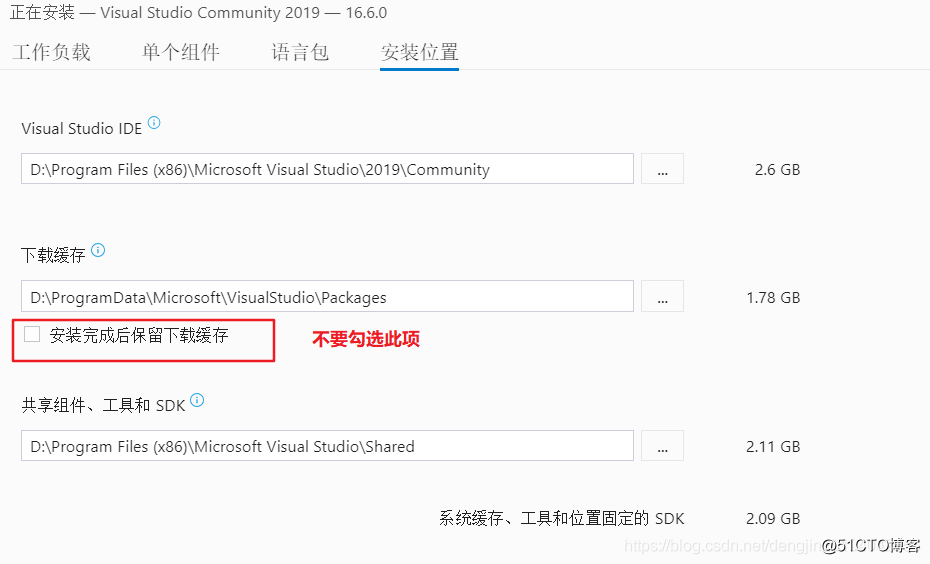 正在安装 — Visual Studio Community 2019 — 16.6.0
工作负载 单个组件 语言包 安装位置
Visual Studio IDE
D:\Program Files (x86)\Microsoft Visual Studio\2019\Community ... 2.6 GB
下载缓存
D:\ProgramData\Microsoft\VisualStudio\Packages ... 1.78 GB
安装完成后保留下载缓存 不要勾选此项
共享组件、工具和 SDK
D:\Program Files (x86)\Microsoft Visual Studio\Shared ... 2.11 GB
系统缓存、工具和位置固定的 SDK 2.09 GB
https://blog.csdn.net/dengjin @51CTO博客